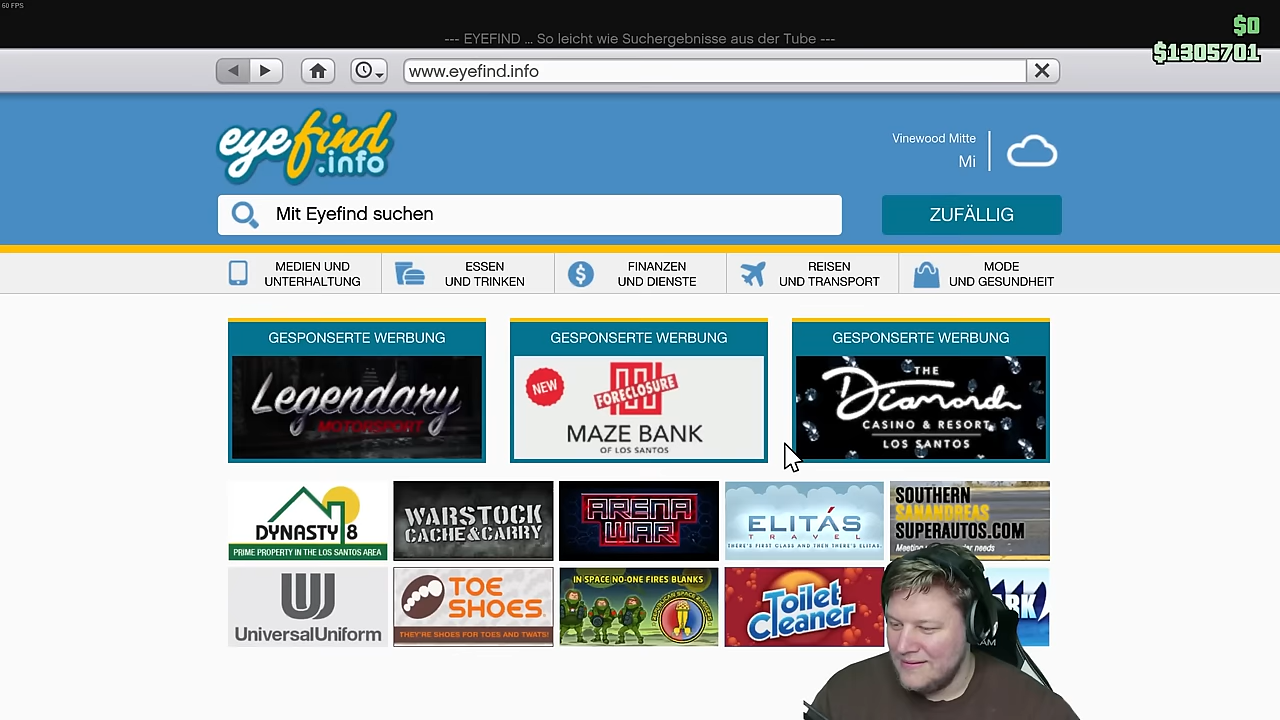 60 FPS
--- EYEFIND ... So leicht wie Suchergebnisse aus der Tube ---
$0
$1305701
www.eyefind.info
eyefind
.info
Vinewood Mitte
Mi
Mit Eyefind suchen
ZUFÄLLIG
MEDIEN UND
UNTERHALTUNG
ESSEN
UND TRINKEN
FINANZEN
UND DIENSTE
REISEN
UND TRANSPORT
MODE
UND GESUNDHEIT
GESPONSERTE WERBUNG
GESPONSERTE WERBUNG
GESPONSERTE WERBUNG
Legendary
MOTORSPORT
NEW
FORECLOSURE
MAZE BANK
OF LOS SANTOS
THE
Diamond
CASINO & RESORT
LOS SANTOS
DYNASTY 8
PRIME PROPERTY IN THE LOS SANTOS AREA
WARSTOCK
CACHE&CARRY
ARENA
WAR
ELITÁS
TRAVEL
THERE'S FIRST CLASS AND THEN THERE'S ELITAS.
SOUTHERN
SANANDREAS
SUPERAUTOS.COM
Meeting
needs
UniversalUniform
TOE
SHOES
THEY'RE SHOES FOR TOES AND TWATS!
IN SPACE NO-ONE FIRES BLANKS
Toilet
Cleaner